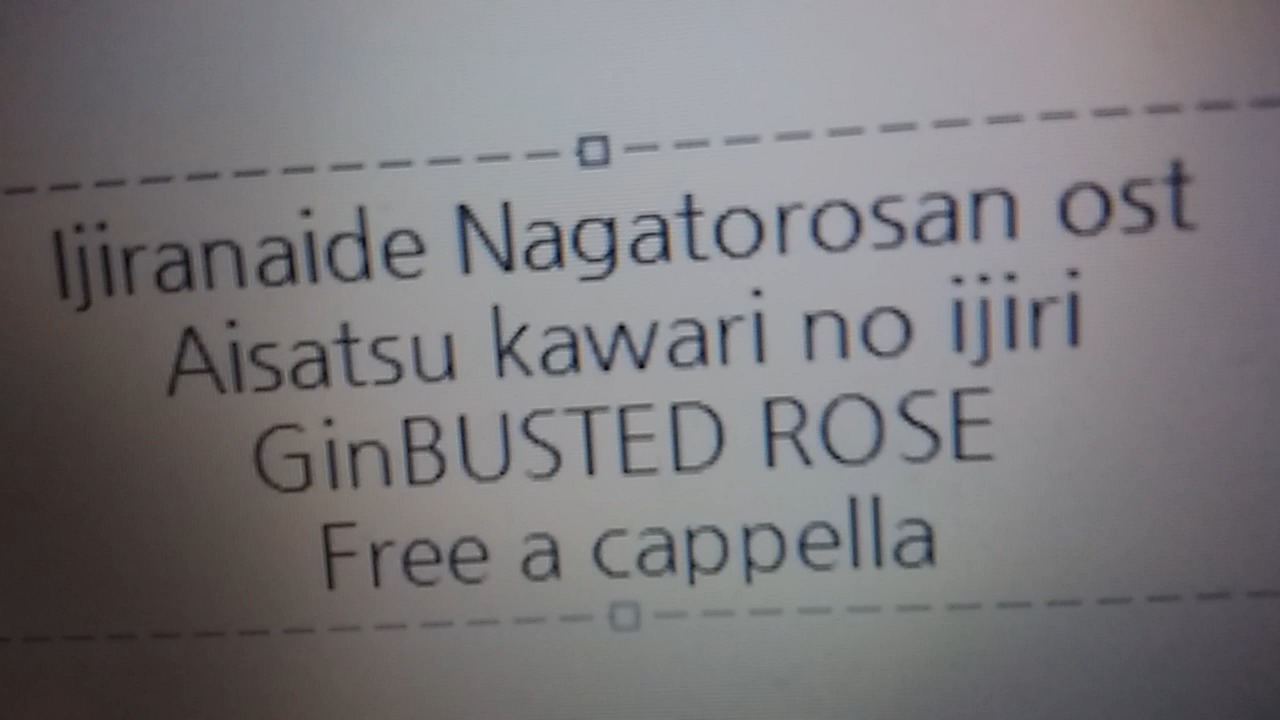 Ijiranaide Nagatorosan ost
Aisatsu kawari no ijiri
GinBUSTED ROSE
Free a cappella